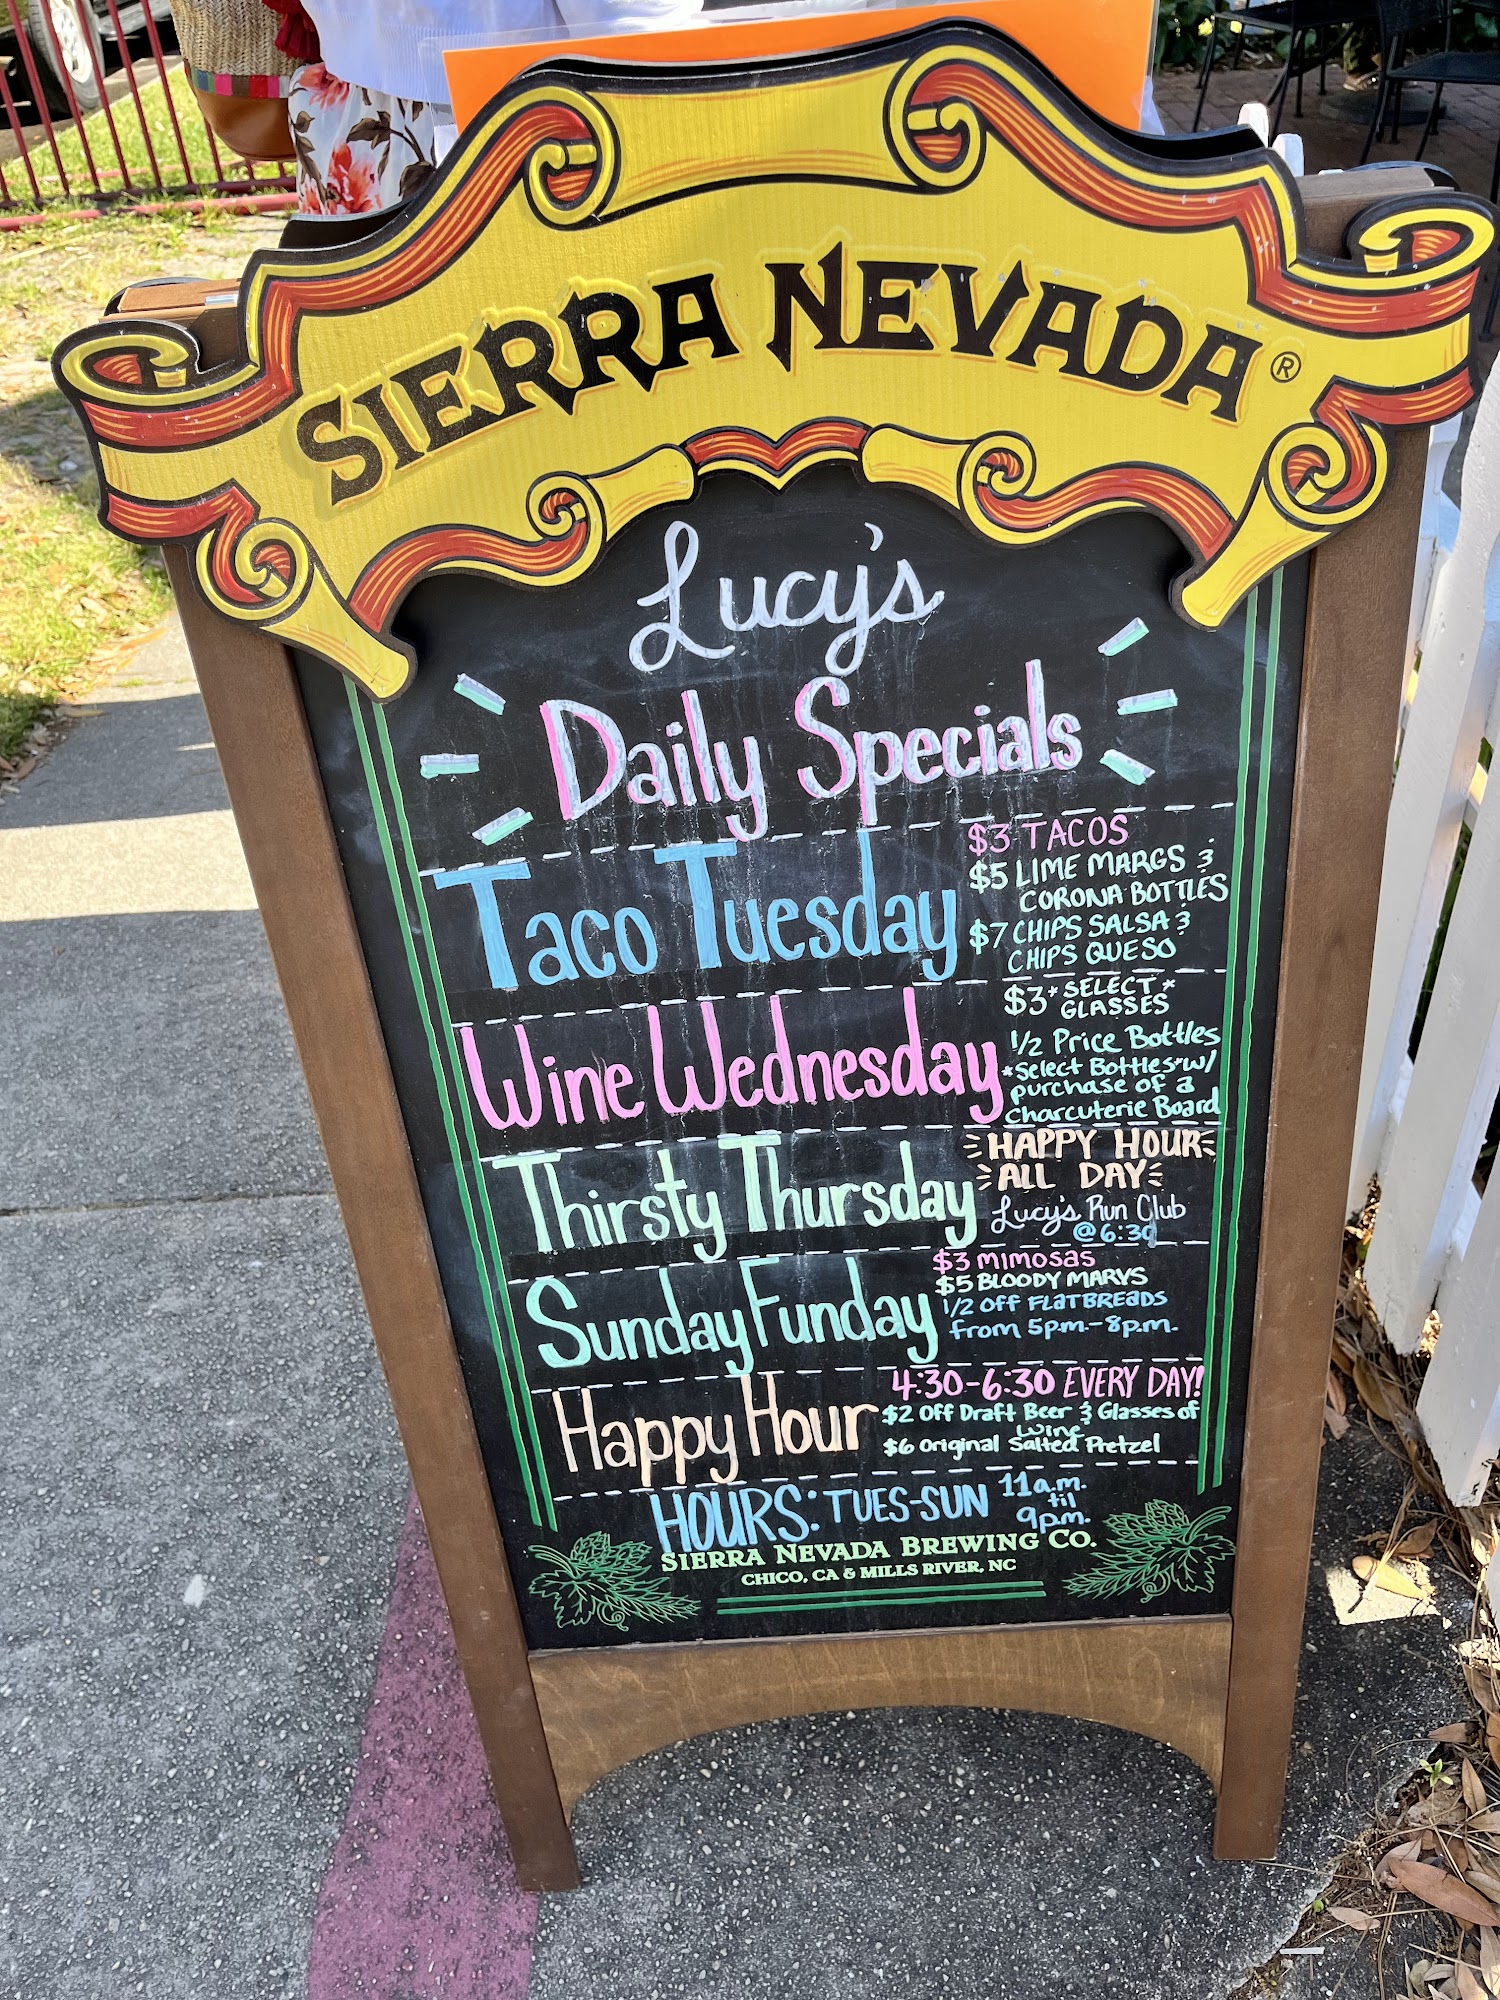 SIERRA NEVADA®
Lucy's
Daily Specials
Taco Tuesday
$3 TACOS
$5 LIME MARGS &
CORONA BOTTLES
$7 CHIPS SALSA &
CHIPS QUESO
Wine Wednesday
$3 *SELECT*
GLASSES
1/2 Price Bottles
*Select Bottles* w/
purchase of a
Charcuterie Board
Thirsty Thursday
HAPPY HOUR
ALL DAY
Lucy's Run Club
@ 6:30
Sunday Funday
$3 MIMOSAS
$5 BLOODY MARYS
1/2 OFF FLATBREADS
from 5p.m.-8p.m.
Happy Hour
4:30-6:30 EVERY DAY!
$2 Off Draft Beer & Glasses of
wine
$6 Original Salted Pretzel
HOURS: TUES-SUN
11a.m.
til
9p.m.
SIERRA NEVADA BREWING CO.
CHICO, CA & MILLS RIVER, NC